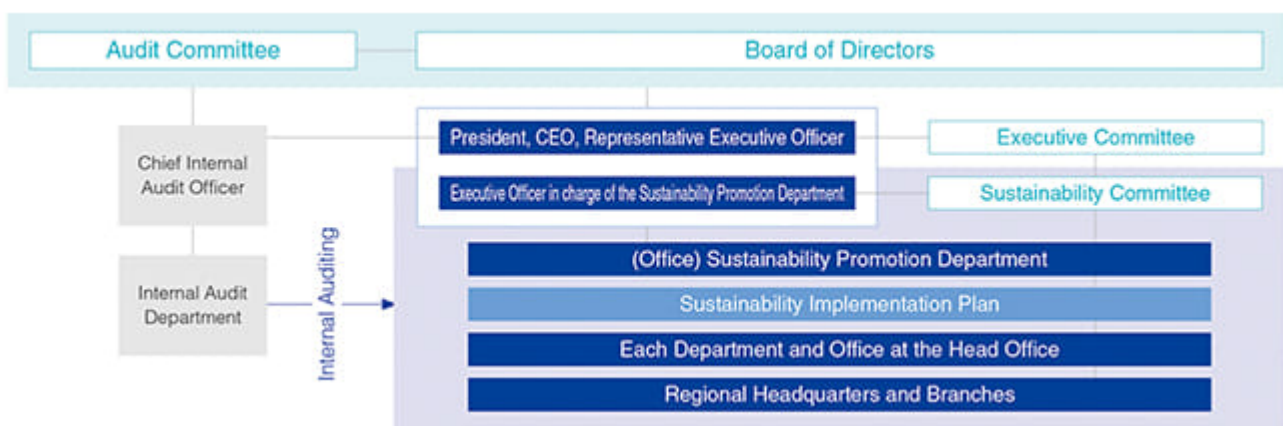 Audit Committee
Board of Directors
President, CEO, Representative Executive Officer
Executive Committee
Chief Internal
Audit Officer
Executive Officer in charge of the Sustainability Promotion Department
Sustainability Committee
Internal Audit
Department
Internal Auditing
(Office) Sustainability Promotion Department
Sustainability Implementation Plan
Each Department and Office at the Head Office
Regional Headquarters and Branches